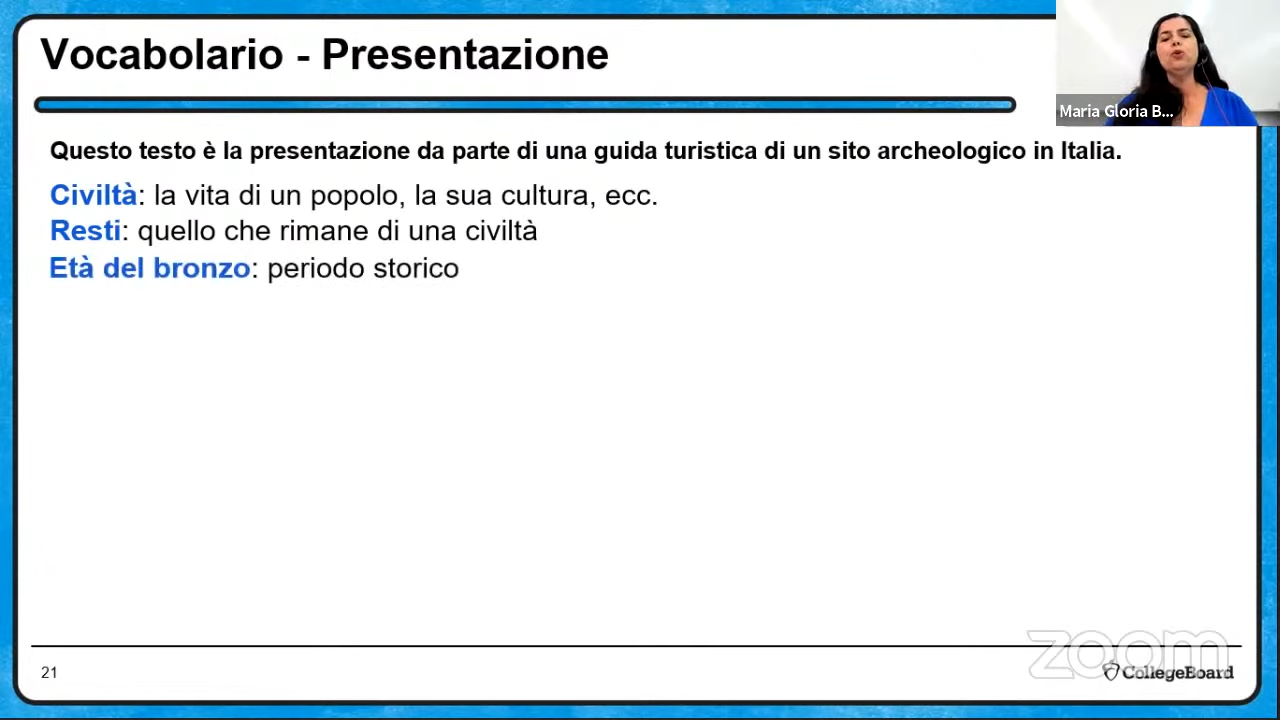 Vocabolario - Presentazione
Maria Gloria B...
Questo testo è la presentazione da parte di una guida turistica di un sito archeologico in Italia.
Civiltà: la vita di un popolo, la sua cultura, ecc.
Resti: quello che rimane di una civiltà
Età del bronzo: periodo storico
zoom
21
CollegeBoard